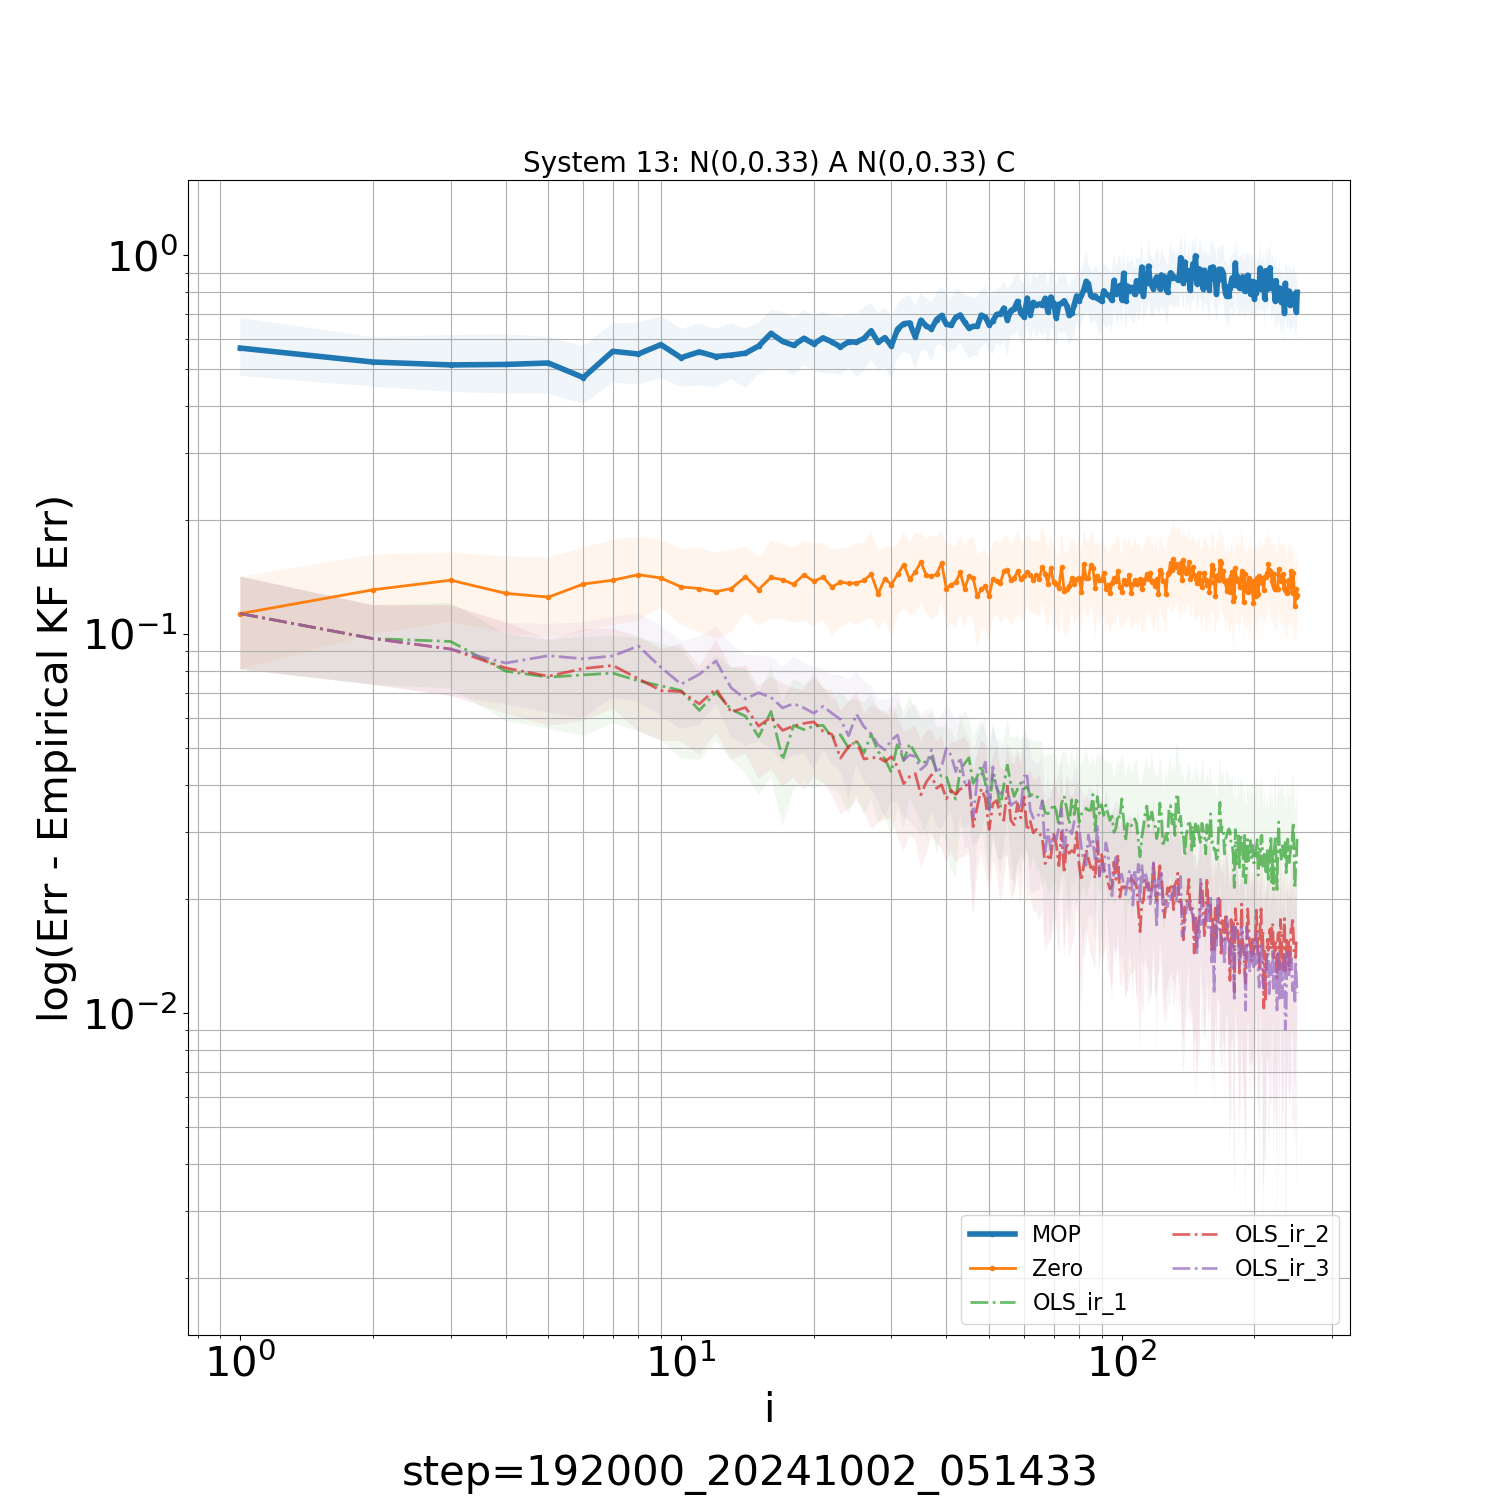 System 13: N(0,0.33) A N(0,0.33) C
log(Err - Empirical KF Err)
10⁰
10⁻¹
10⁻²
MOP
Zero
OLS_ir_1
OLS_ir_2
OLS_ir_3
10⁰ 10¹ 10²
i
step=192000_20241002_051433